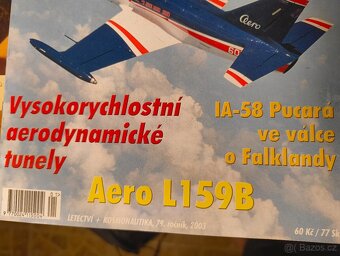 Aero
60
Vysokorychlostní
aerodynamické
tunely
IA-58 Pucará
ve válce
o Falklandy
Aero L159B
LETECTVÍ + KOSMONAUTIKA, 79. ročník, 2003
60 Kč / 77 Sk
Bazos.cz